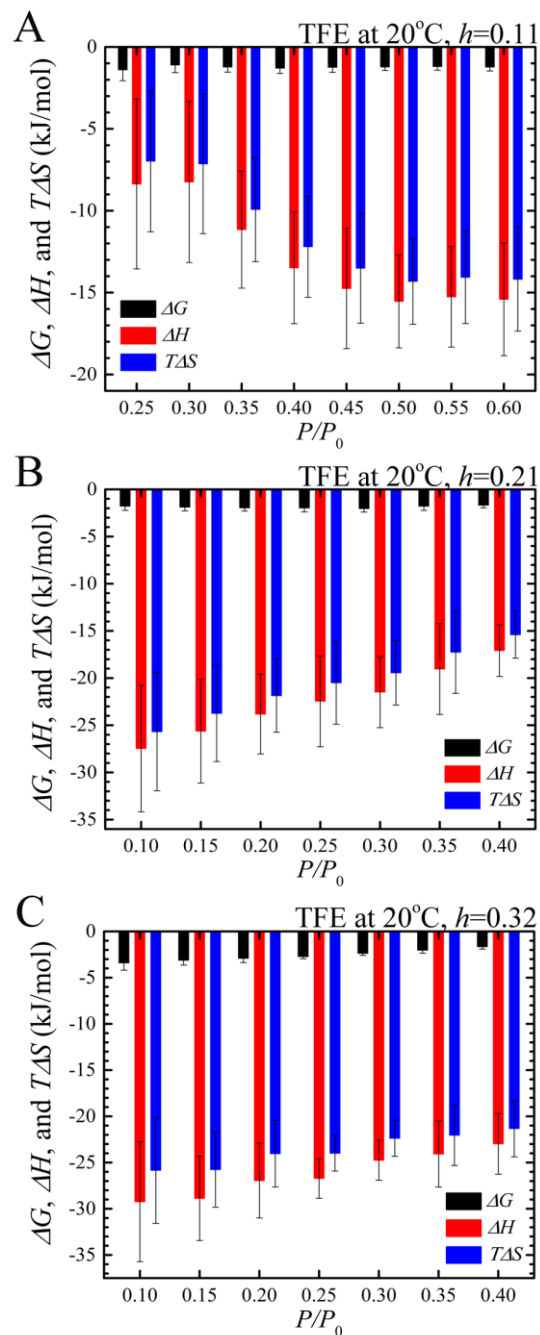 A
TFE at 20°C, h=0.11
ΔG, ΔH, and TΔS (kJ/mol)
0
-5
-10
-15
-20
ΔG
ΔH
TΔS
0.25 0.30 0.35 0.40 0.45 0.50 0.55 0.60
P/P₀
B
TFE at 20°C, h=0.21
ΔG, ΔH, and TΔS (kJ/mol)
0
-5
-10
-15
-20
-25
-30
-35
ΔG
ΔH
TΔS
0.10 0.15 0.20 0.25 0.30 0.35 0.40
P/P₀
C
TFE at 20°C, h=0.32
ΔG, ΔH, and TΔS (kJ/mol)
0
-5
-10
-15
-20
-25
-30
-35
ΔG
ΔH
TΔS
0.10 0.15 0.20 0.25 0.30 0.35 0.40
P/P₀